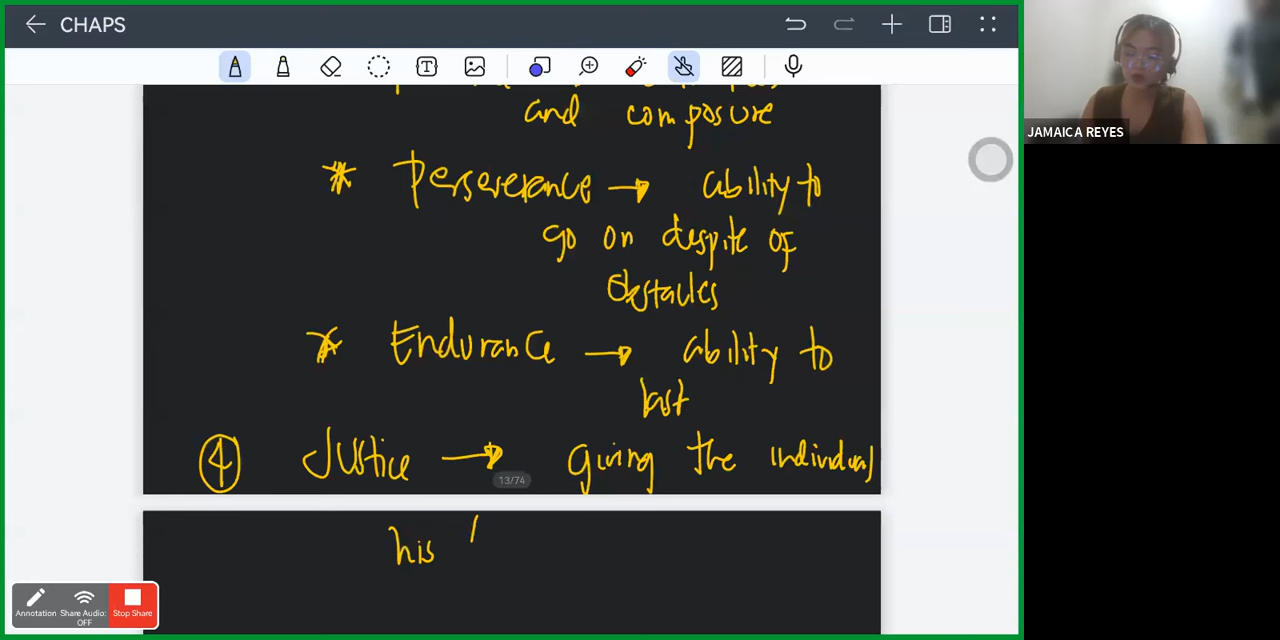 CHAPS
JAMAICA REYES
and composure
* Perseverance → ability to
go on despite of
obstacles
* Endurance → ability to
last
④ Justice → giving the individual
13/74
his
Annotation
Share Audio: OFF
Stop Share